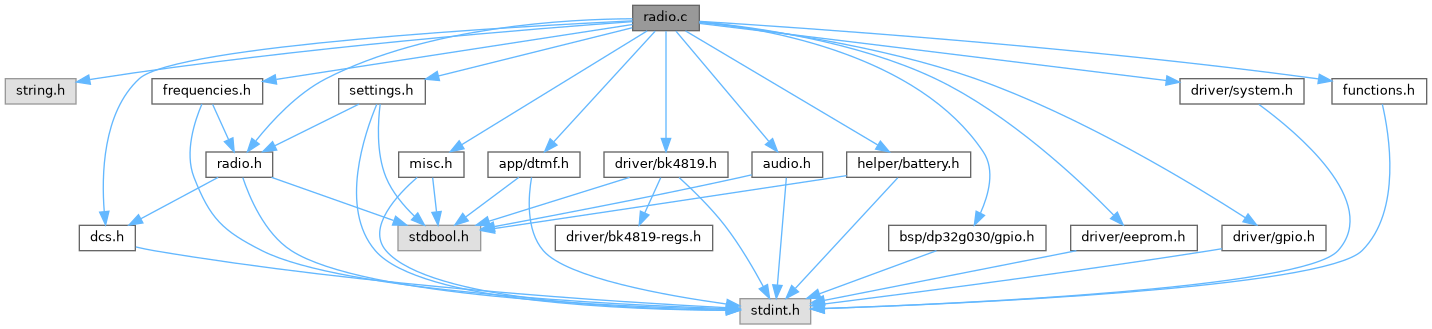 radio.c
string.h
frequencies.h
settings.h
driver/system.h
functions.h
radio.h
misc.h
app/dtmf.h
driver/bk4819.h
audio.h
helper/battery.h
dcs.h
stdbool.h
driver/bk4819-regs.h
bsp/dp32g030/gpio.h
driver/eeprom.h
driver/gpio.h
stdint.h